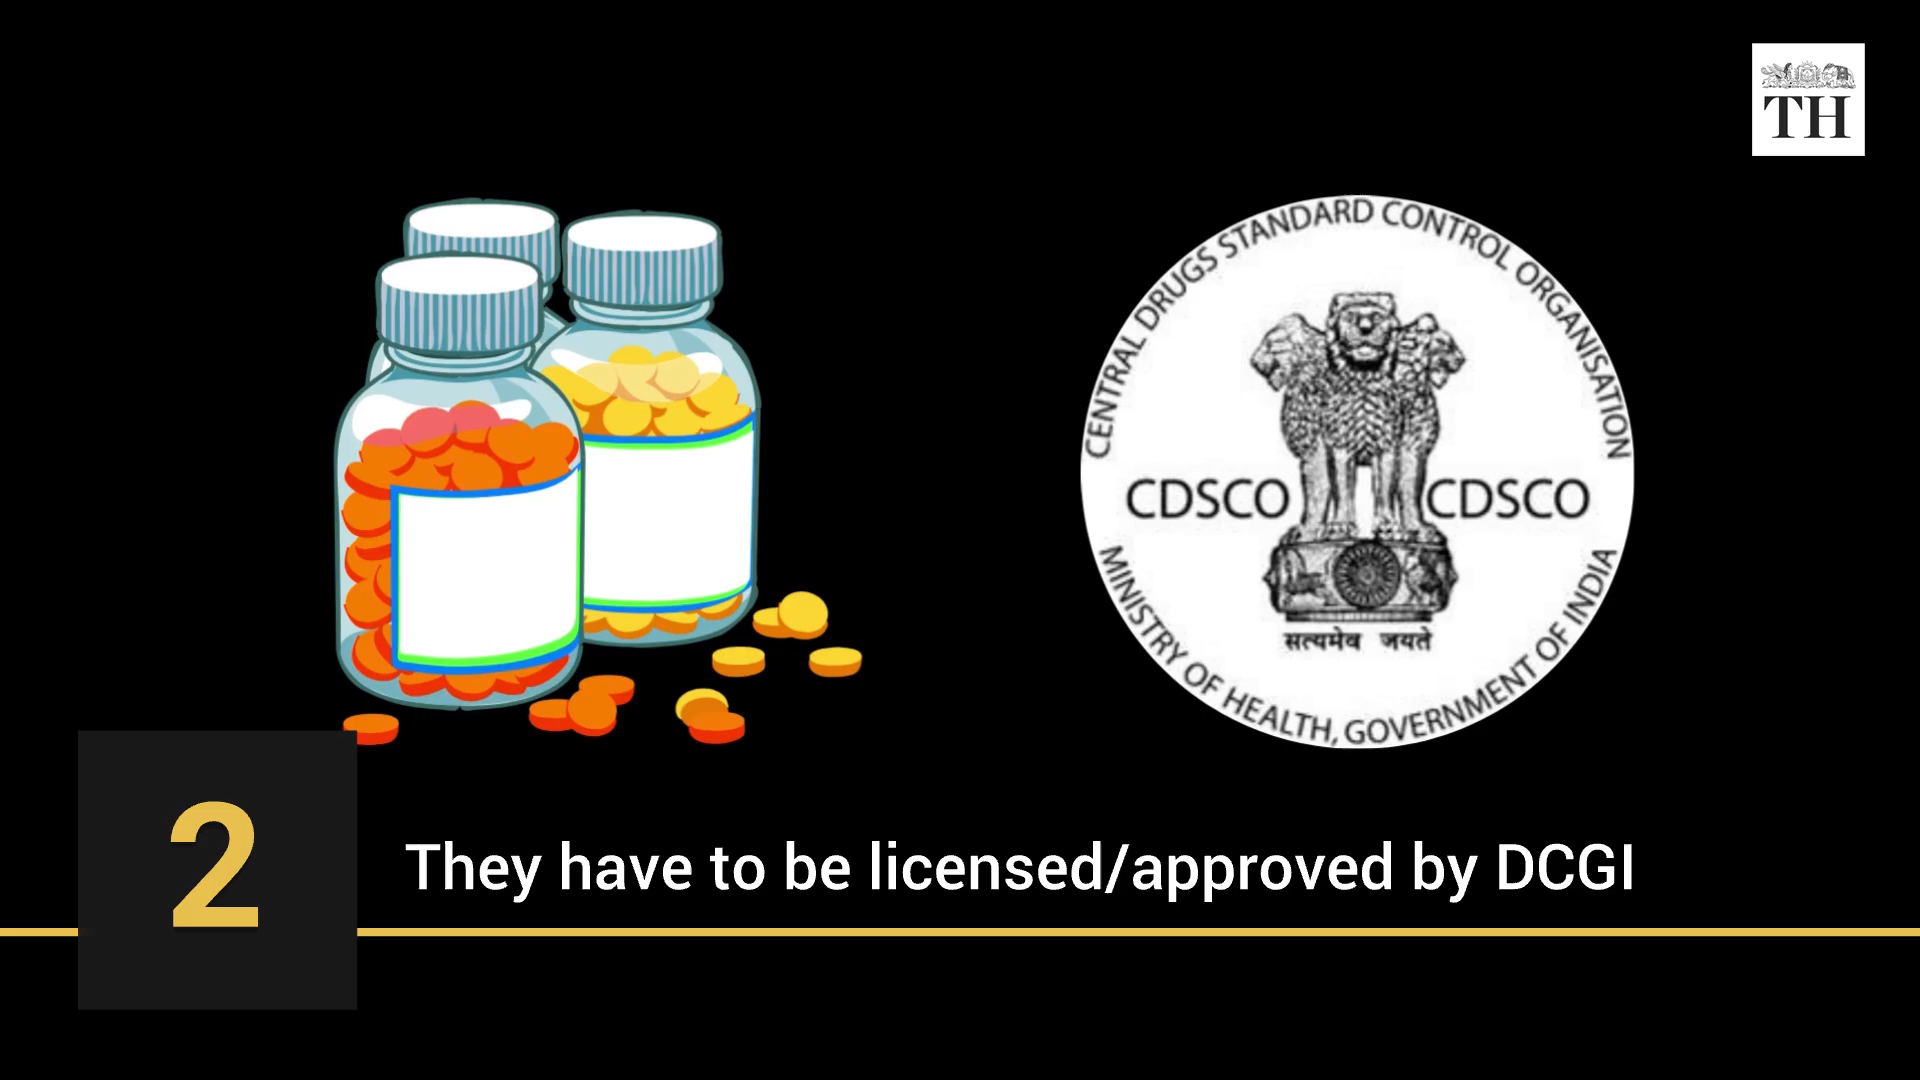 TH
CENTRAL DRUGS STANDARD CONTROL ORGANISATION
CDSCO CDSCO
सत्यमेव जयते
MINISTRY OF HEALTH, GOVERNMENT OF INDIA
2
They have to be licensed/approved by DCGI